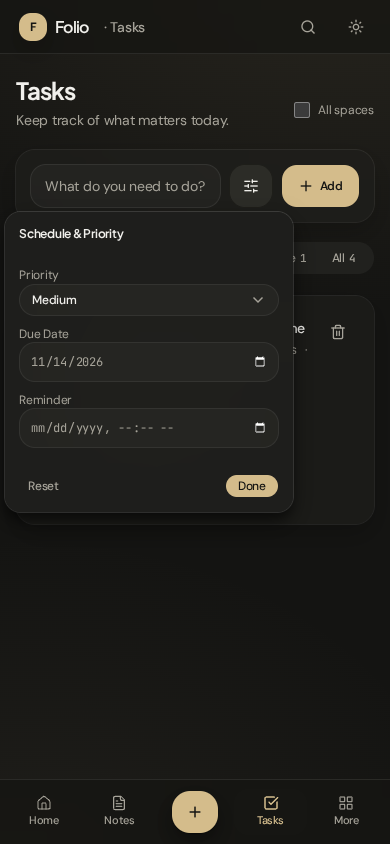 F Folio · Tasks
Tasks
Keep track of what matters today.
All spaces
What do you need to do?
Add
Schedule & Priority
1 All 4
Priority
Medium
Due Date
11/14/2026
Reminder
mm/dd/yyyy, --:-- --
Reset Done
Home Notes Tasks More